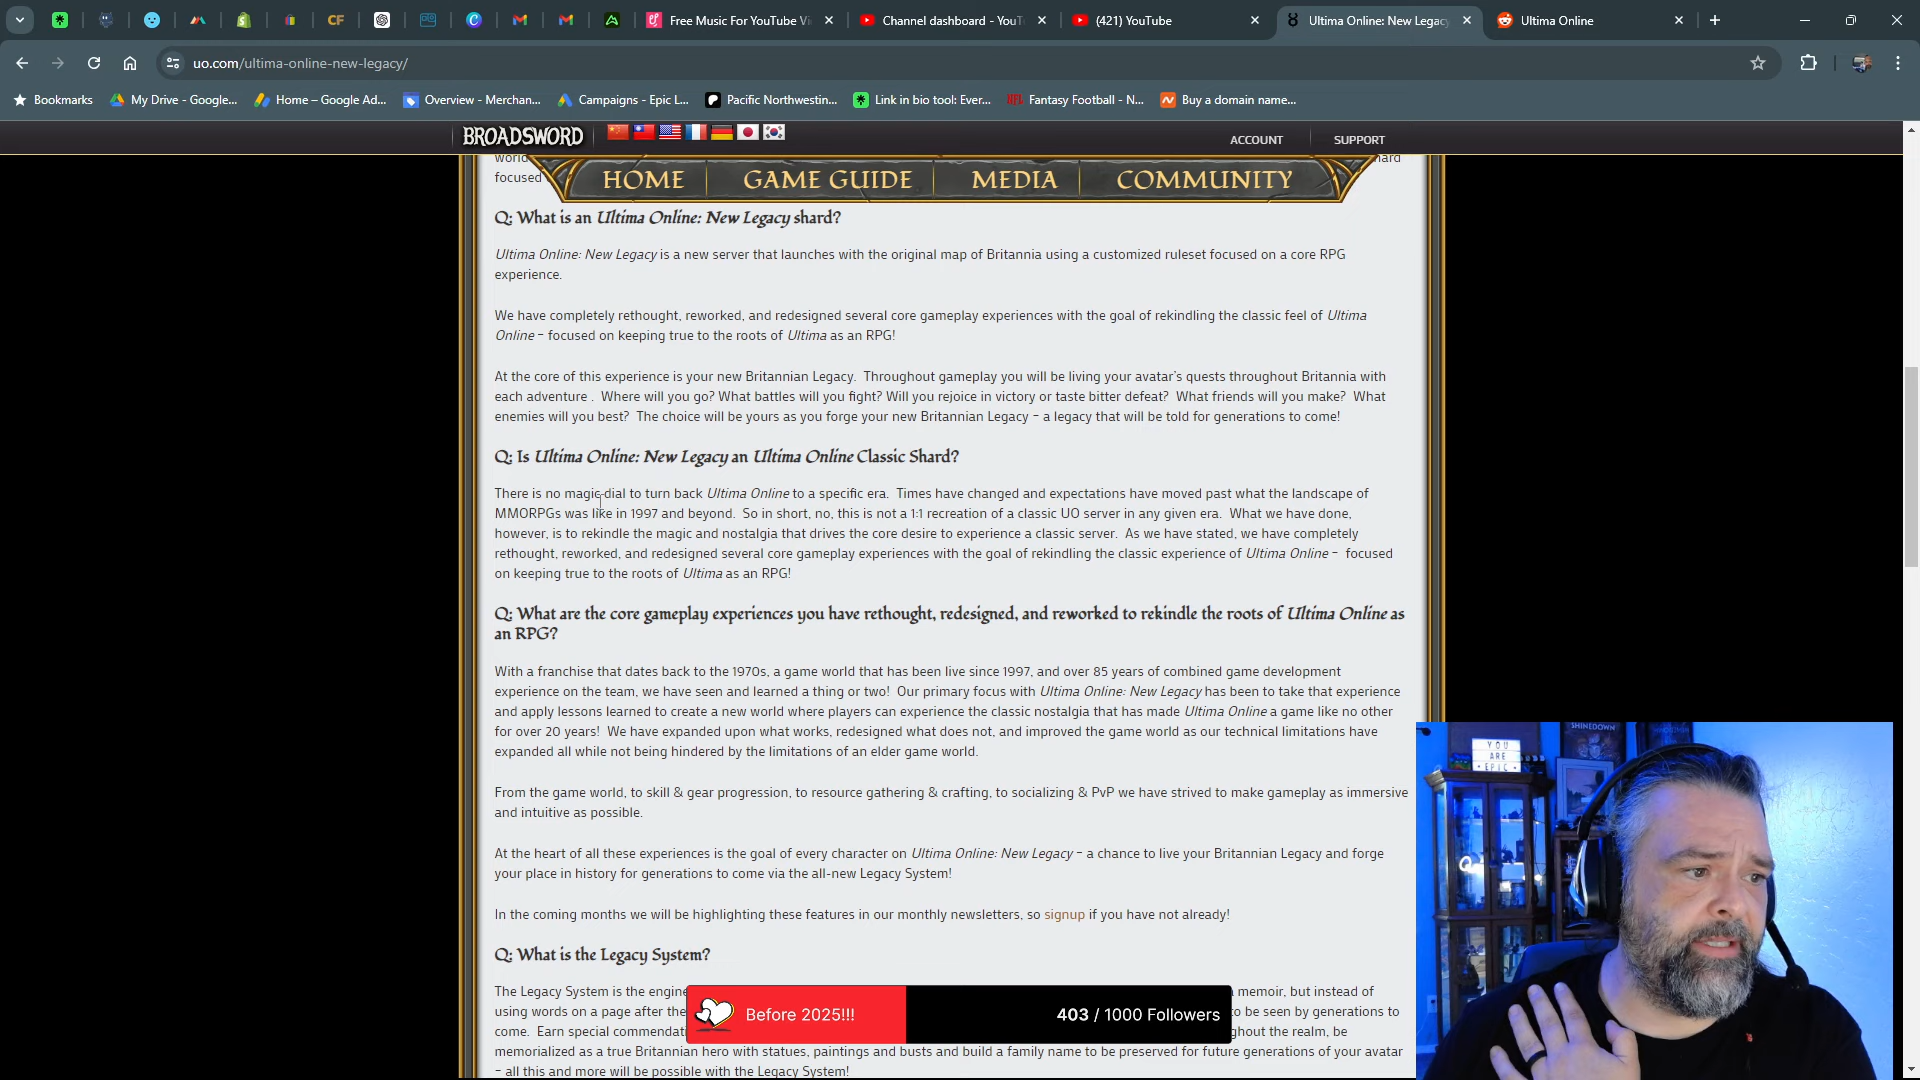 Free Music For YouTube Vi
Channel dashboard - YouT
(421) YouTube
Ultima Online: New Legac
Ultima Online
CF
uo.com/ultima-online-new-legacy/
Bookmarks
My Drive - Google...
Home – Google Ad...
Overview - Merchan...
Campaigns - Epic L...
Pacific Northwestin...
Link in bio tool: Ever...
Fantasy Football - N...
Buy a domain name...
BROADSWORD
ACCOUNT
SUPPORT
HOME
GAME GUIDE
MEDIA
COMMUNITY
world
hard
focused
Q: What is an Ultima Online: New Legacy shard?
Ultima Online: New Legacy is a new server that launches with the original map of Britannia using a customized ruleset focused on a core RPG
experience.
We have completely rethought, reworked, and redesigned several core gameplay experiences with the goal of rekindling the classic feel of Ultima
Online – focused on keeping true to the roots of Ultima as an RPG!
At the core of this experience is your new Britannian Legacy.  Throughout gameplay you will be living your avatar's quests throughout Britannia with
each adventure .  Where will you go? What battles will you fight? Will you rejoice in victory or taste bitter defeat?  What friends will you make?  What
enemies will you best?  The choice will be yours as you forge your new Britannian Legacy – a legacy that will be told for generations to come!
Q: Is Ultima Online: New Legacy an Ultima Online Classic Shard?
There is no magic dial to turn back Ultima Online to a specific era.  Times have changed and expectations have moved past what the landscape of
MMORPGs was like in 1997 and beyond.  So in short, no, this is not a 1:1 recreation of a classic UO server in any given era.  What we have done,
however, is to rekindle the magic and nostalgia that drives the core desire to experience a classic server.  As we have stated, we have completely
rethought, reworked, and redesigned several core gameplay experiences with the goal of rekindling the classic experience of Ultima Online –  focused
on keeping true to the roots of Ultima as an RPG!
Q: What are the core gameplay experiences you have rethought, redesigned, and reworked to rekindle the roots of Ultima Online as
an RPG?
With a franchise that dates back to the 1970s, a game world that has been live since 1997, and over 85 years of combined game development
experience on the team, we have seen and learned a thing or two!  Our primary focus with Ultima Online: New Legacy has been to take that experience
and apply lessons learned to create a new world where players can experience the classic nostalgia that has made Ultima Online a game like no other
for over 20 years!  We have expanded upon what works, redesigned what does not, and improved the game world as our technical limitations have
expanded all while not being hindered by the limitations of an elder game world.
From the game world, to skill & gear progression, to resource gathering & crafting, to socializing & PvP we have strived to make gameplay as immersive
and intuitive as possible.
At the heart of all these experiences is the goal of every character on Ultima Online: New Legacy – a chance to live your Britannian Legacy and forge
your place in history for generations to come via the all-new Legacy System!
In the coming months we will be highlighting these features in our monthly newsletters, so signup if you have not already!
Q: What is the Legacy System?
The Legacy System is the engine
memoir, but instead of
using words on a page after the
to be seen by generations to
come.  Earn special commendati
ghout the realm, be
memorialized as a true Britannian hero with statues, paintings and busts and build a family name to be preserved for future generations of your avatar
– all this and more will be possible with the Legacy System!
Before 2025!!!
403 / 1000 Followers
SHINEDOWN
YOU
ARE
EPIC